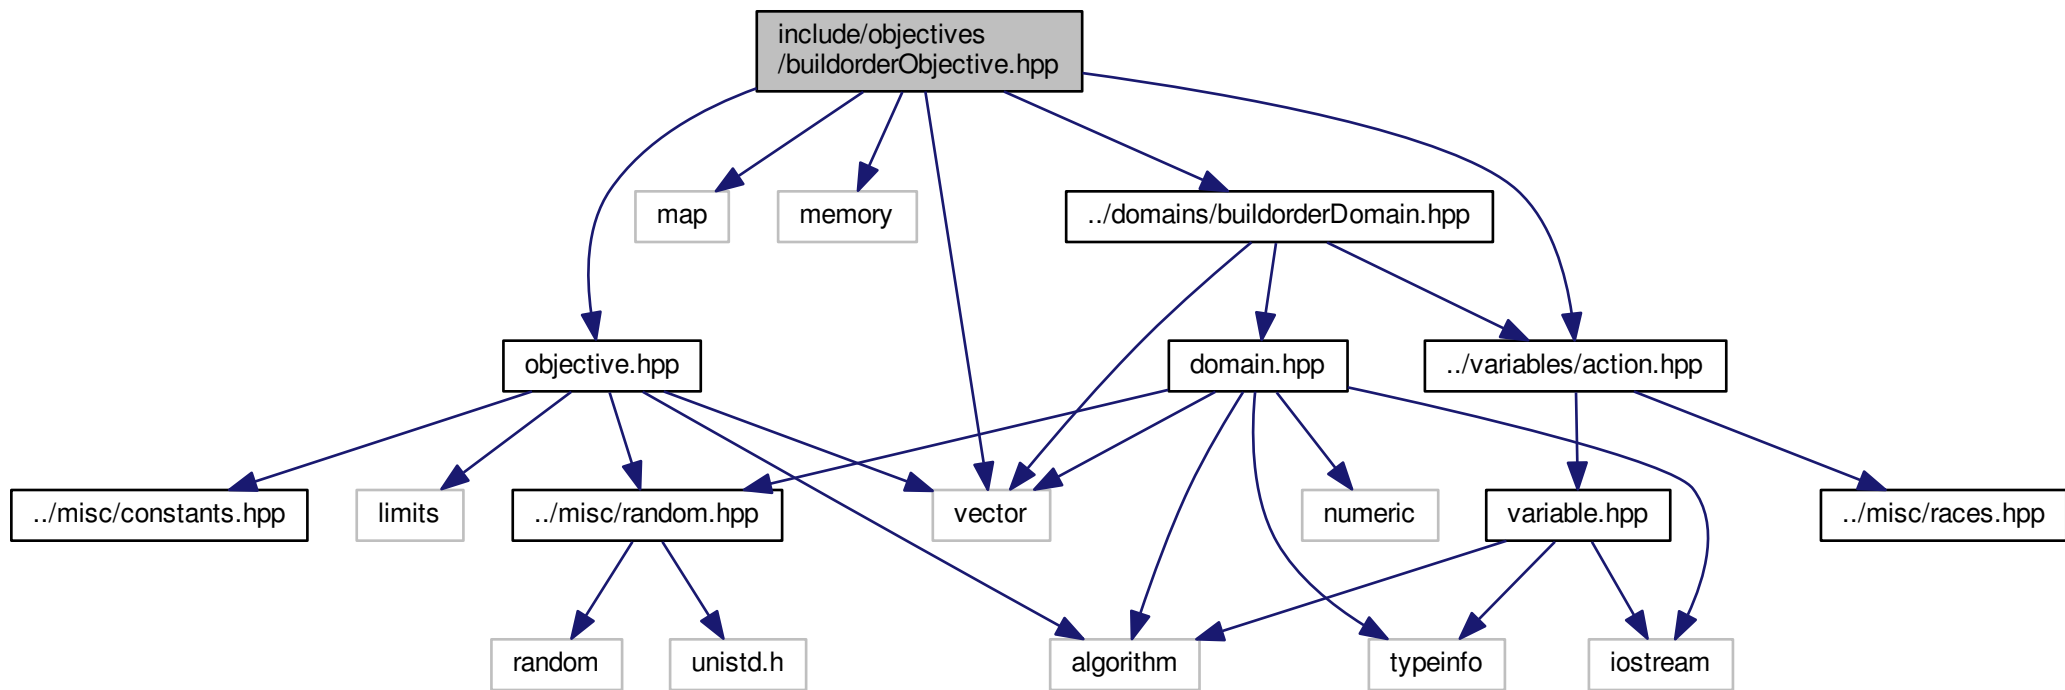 include/objectives
/buildorderObjective.hpp
map
memory
../domains/buildorderDomain.hpp
objective.hpp
domain.hpp
../variables/action.hpp
../misc/constants.hpp
limits
../misc/random.hpp
vector
numeric
variable.hpp
../misc/races.hpp
random
unistd.h
algorithm
typeinfo
iostream